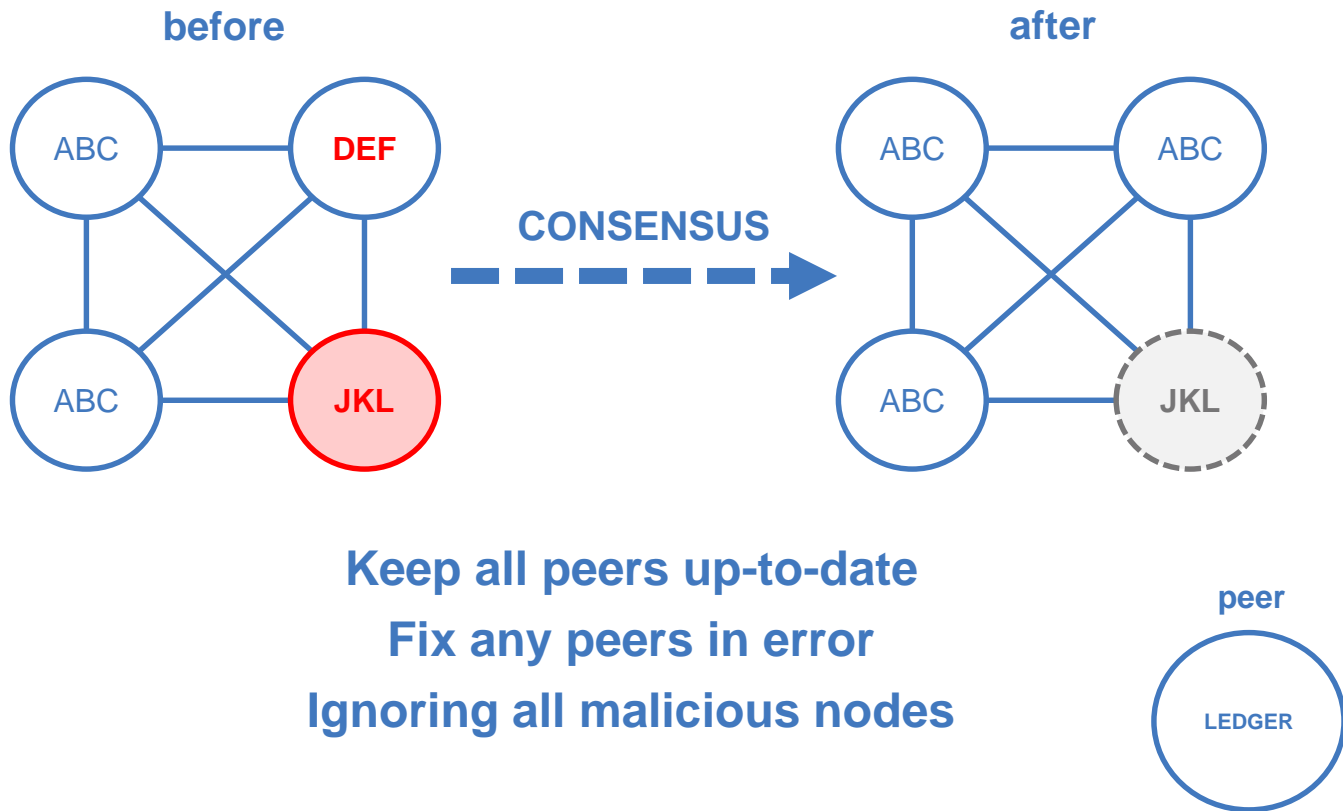 before
after
ABC
DEF
ABC
ABC
CONSENSUS
ABC
JKL
ABC
JKL
Keep all peers up-to-date
Fix any peers in error
Ignoring all malicious nodes
peer
LEDGER